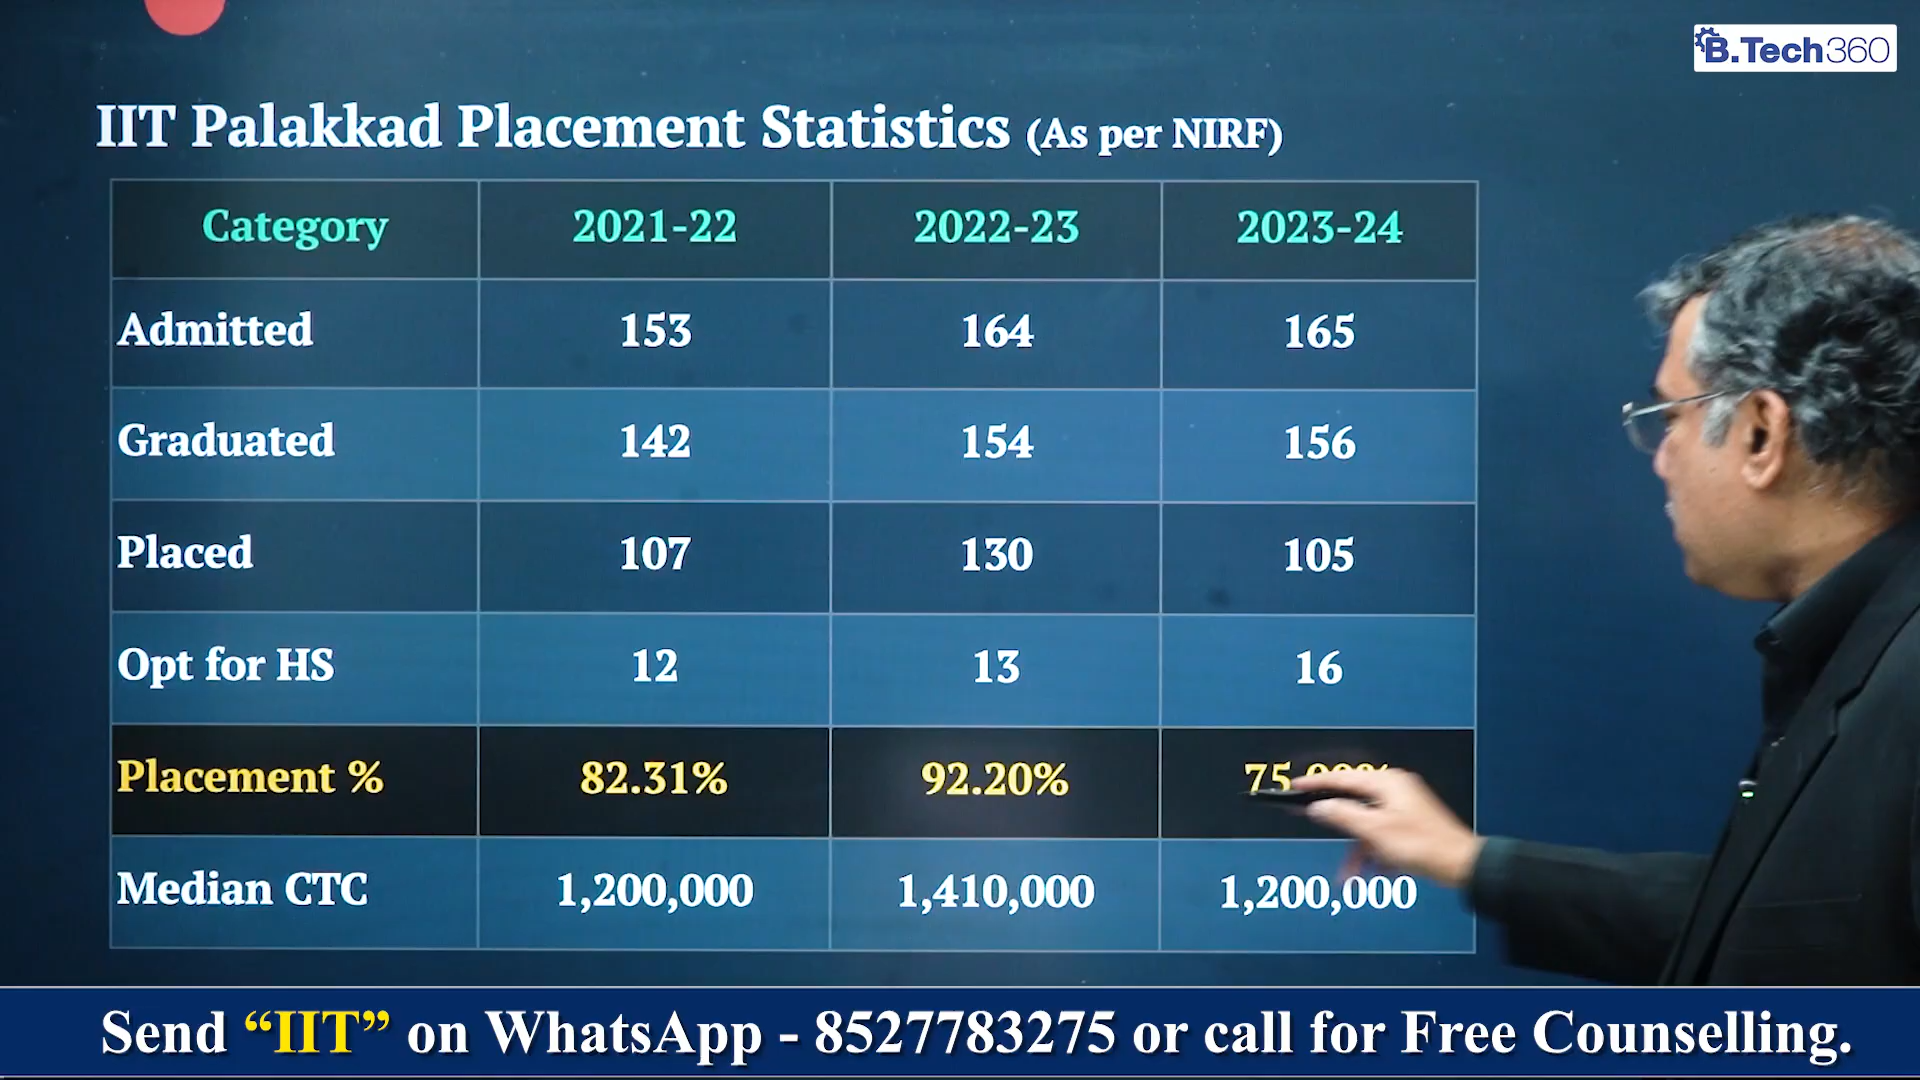 B.Tech360
IIT Palakkad Placement Statistics (As per NIRF)
Category 2021-22 2022-23 2023-24
Admitted 153 164 165
Graduated 142 154 156
Placed 107 130 105
Opt for HS 12 13 16
Placement % 82.31% 92.20%
Median CTC 1,200,000 1,410,000 1,200,000
Send “IIT” on WhatsApp - 8527783275 or call for Free Counselling.